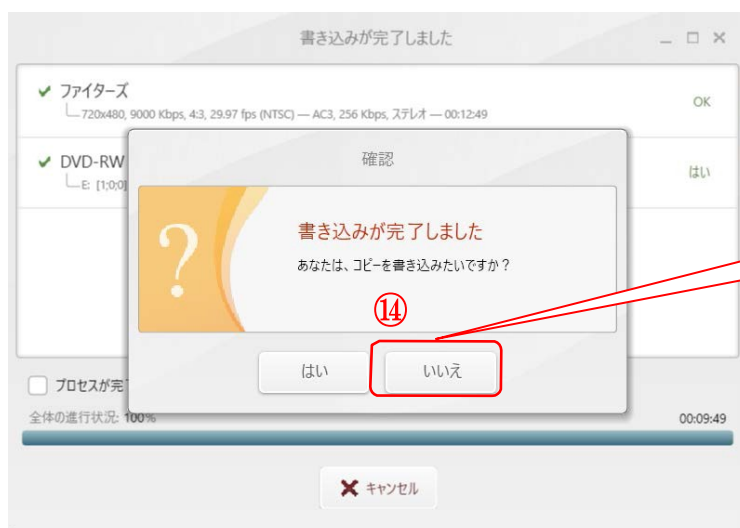 書き込みが完了しました
ファイターズ
720x480, 9000 Kbps, 4:3, 29.97 fps (NTSC) — AC3, 256 Kbps, ステレオ — 00:12:49
OK
DVD-RW
E: [1;0;0]
はい
確認
?
書き込みが完了しました
あなたは、コピーを書き込みたいですか？
⑭
はい
いいえ
プロセスが完
全体の進行状況: 100%
00:09:49
キャンセル